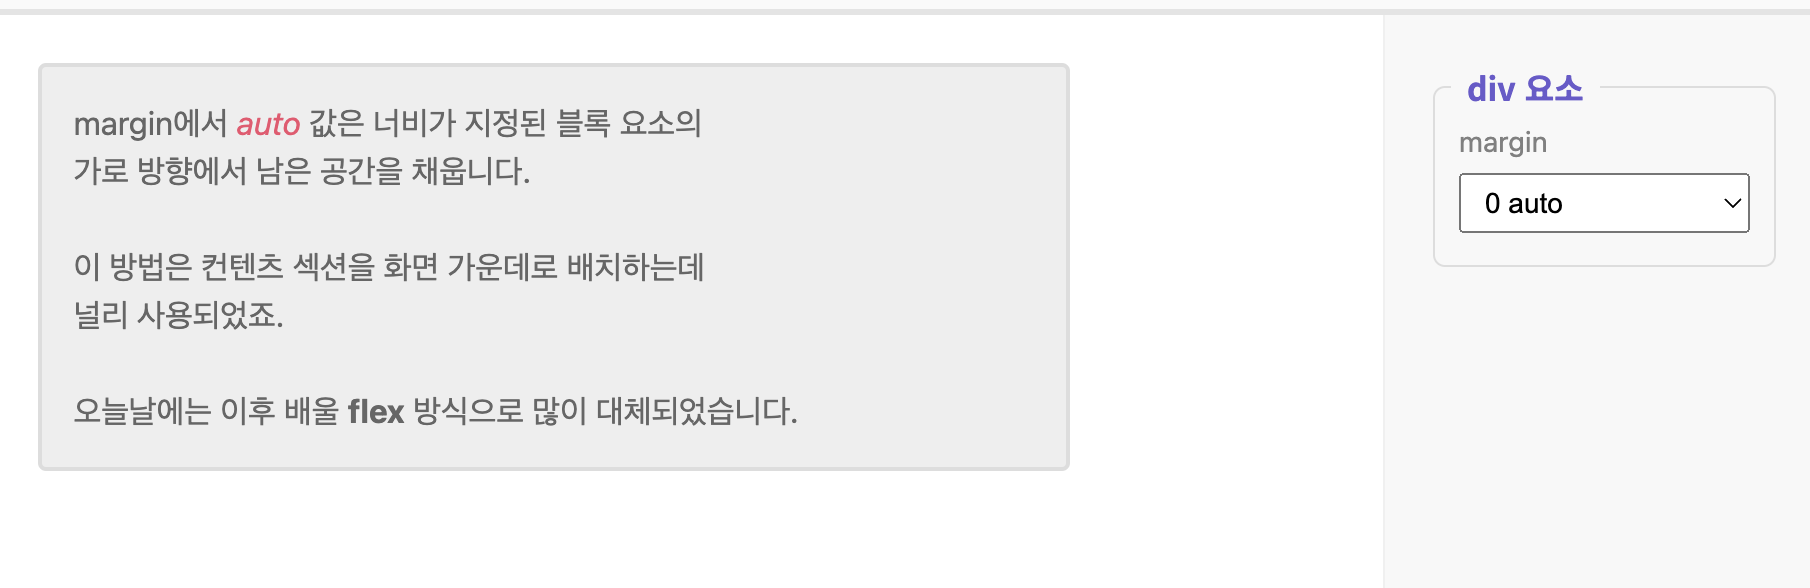 margin에서 auto 값은 너비가 지정된 블록 요소의
가로 방향에서 남은 공간을 채웁니다.
이 방법은 컨텐츠 섹션을 화면 가운데로 배치하는데
널리 사용되었죠.
오늘날에는 이후 배울 flex 방식으로 많이 대체되었습니다.
div 요소
margin
0 auto